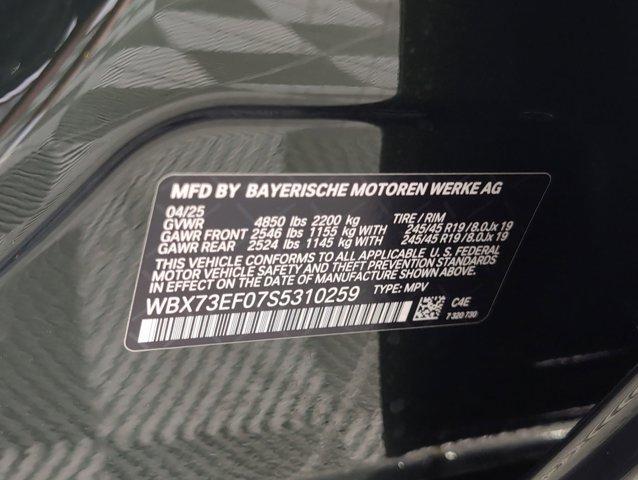 MFD BY BAYERISCHE MOTOREN WERKE AG
04/25
GVWR 4850 lbs 2200 kg TIRE / RIM
GAWR FRONT 2546 lbs 1155 kg WITH 245/45 R19/8.0Jx 19
GAWR REAR 2524 lbs 1145 kg WITH 245/45 R19/8.0Jx 19
THIS VEHICLE CONFORMS TO ALL APPLICABLE U. S. FEDERAL
MOTOR VEHICLE SAFETY, BUMPER, AND THEFT PREVENTION STANDARDS
IN EFFECT ON THE DATE OF MANUFACTURE SHOWN ABOVE.
WBX73EF07S5310259 TYPE: MPV
C4E
7 320 730